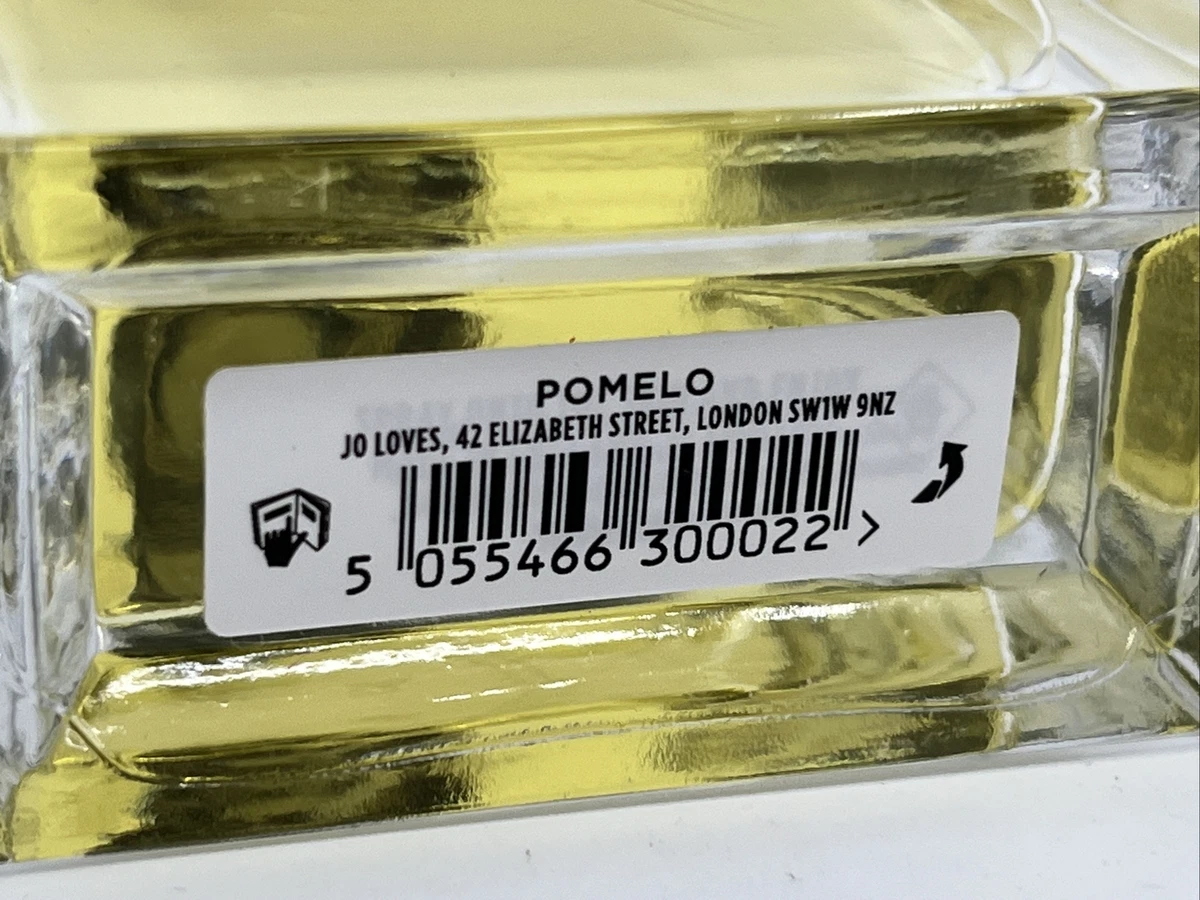 POMELO
JO LOVES, 42 ELIZABETH STREET, LONDON SW1W 9NZ
5 055466 300022 >